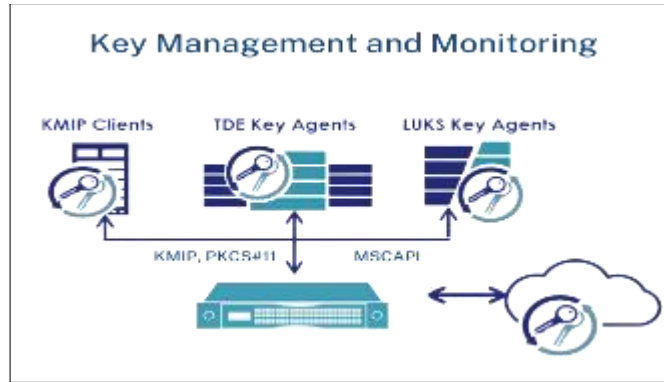 Key Management and Monitoring
KMIP Clients
TDE Key Agents
LUKS Key Agents
KMIP, PKCS#11
MSCAPI